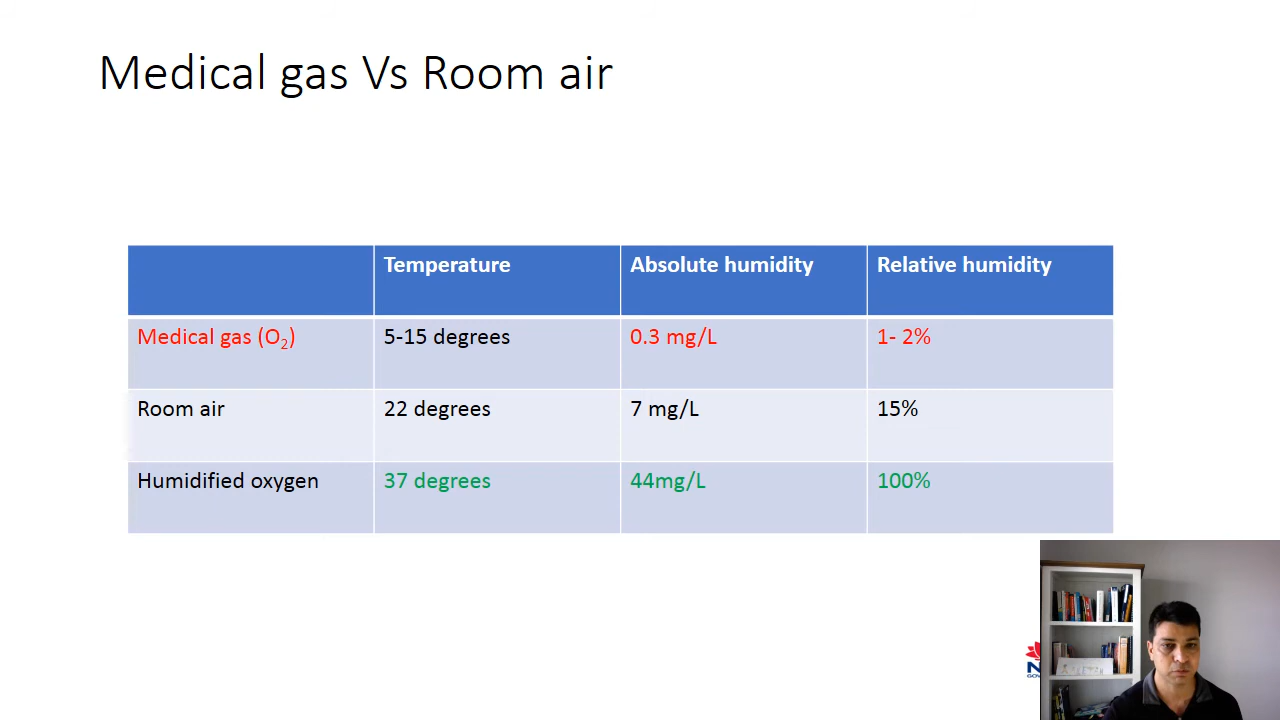 Medical gas Vs Room air
Temperature Absolute humidity Relative humidity
Medical gas (O₂) 5-15 degrees 0.3 mg/L 1- 2%
Room air 22 degrees 7 mg/L 15%
Humidified oxygen 37 degrees 44mg/L 100%